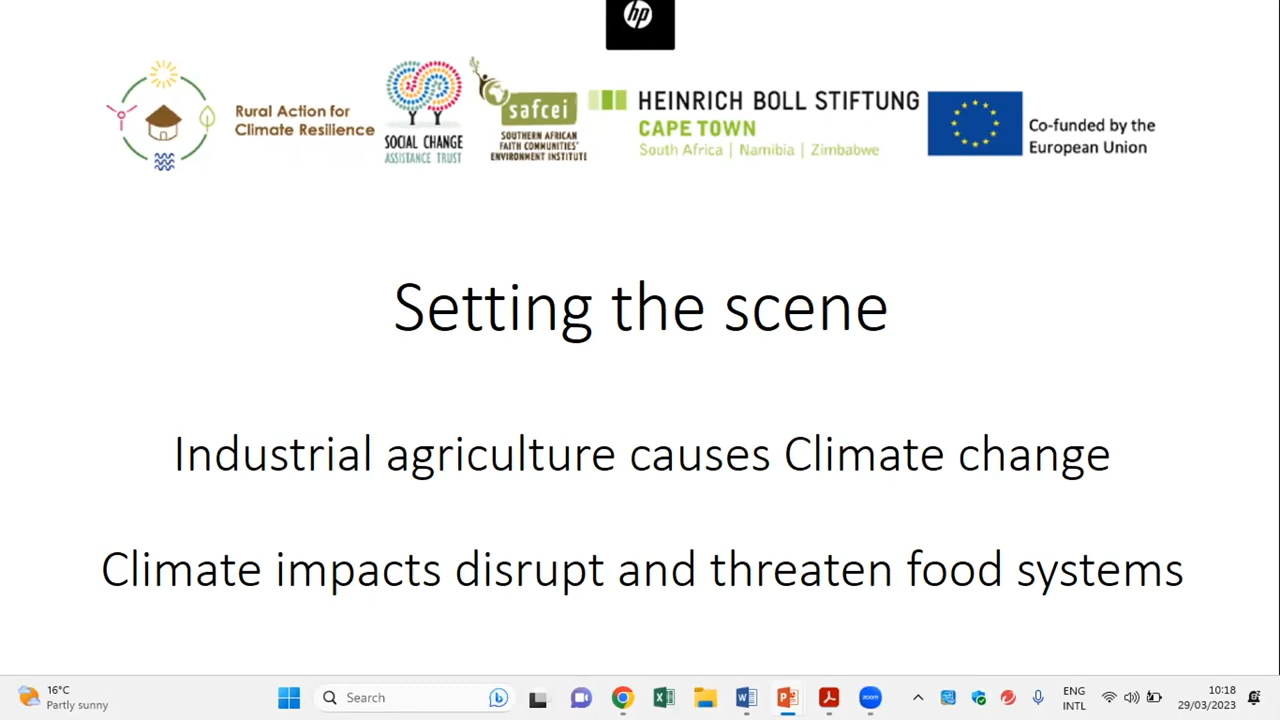 hp
Rural Action for
Climate Resilience
SOCIAL CHANGE
ASSISTANCE TRUST
safcei
SOUTHERN AFRICAN
FAITH COMMUNITIES'
ENVIRONMENT INSTITUTE
HEINRICH BOLL STIFTUNG
CAPE TOWN
South Africa | Namibia | Zimbabwe
Co-funded by the
European Union
Setting the scene
Industrial agriculture causes Climate change
Climate impacts disrupt and threaten food systems
16°C
Partly sunny
Search
zoom
ENG
INTL
10:18
29/03/2023